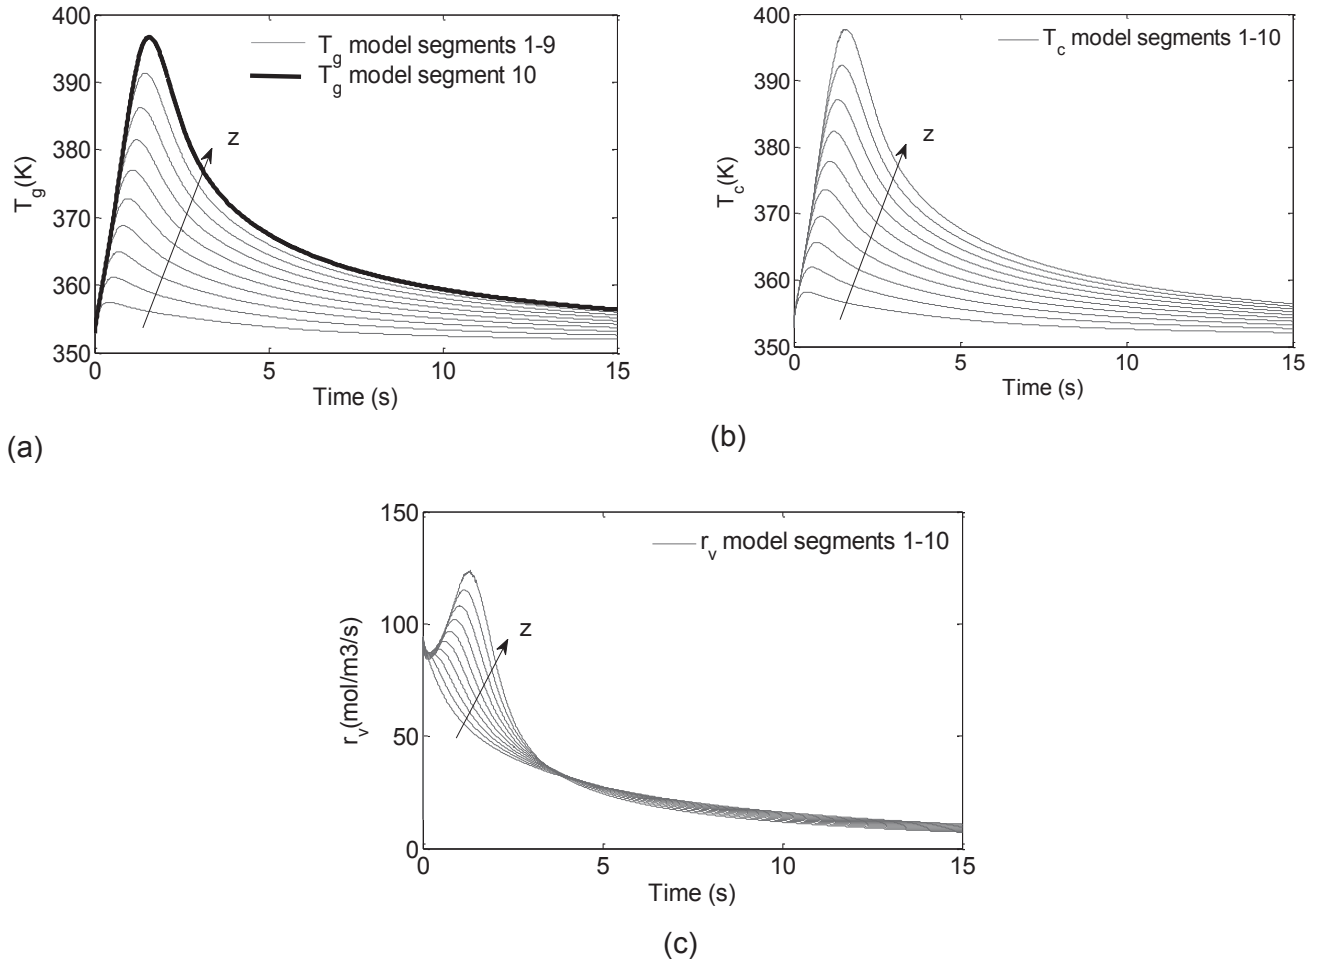 400
390
380
370
360
350
T_g(K)
T_g model segments 1-9
T_g model segment 10
z
0
5
10
15
Time (s)
(a)
400
390
380
370
360
350
T_c(K)
T_c model segments 1-10
z
0
5
10
15
Time (s)
(b)
150
100
50
0
r_v(mol/m3/s)
r_v model segments 1-10
z
0
5
10
15
Time (s)
(c)